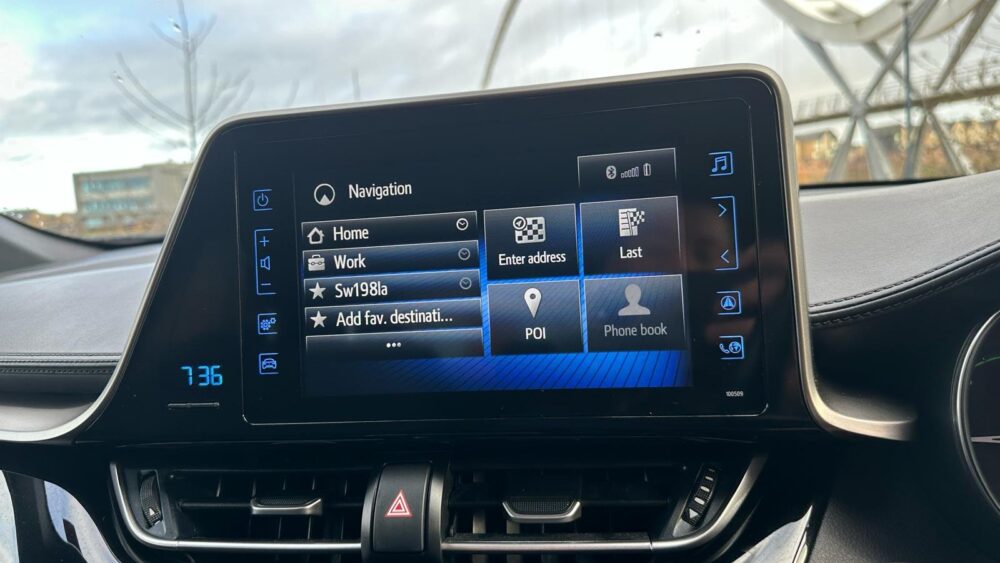 Navigation
Home
Work
Sw198la
Add fav. destinati...
...
Enter address
Last
POI
Phone book
736
100509